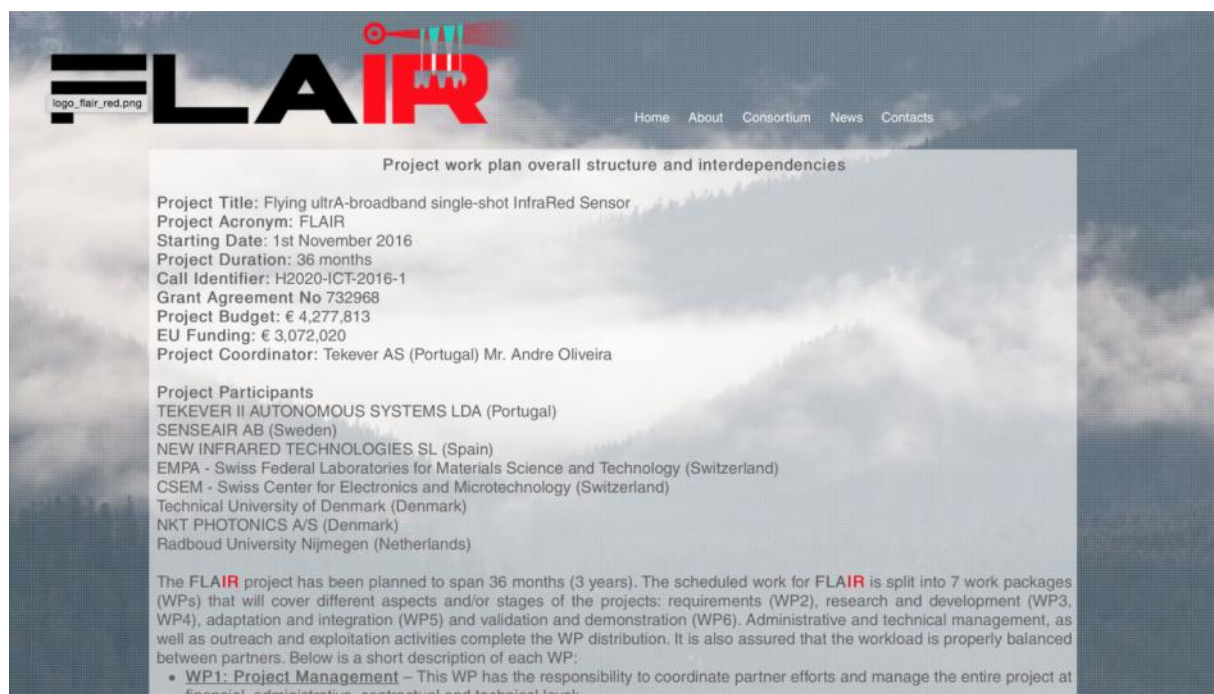 FLAIR
logo_flair_red.png
Home About Consortium News Contacts
Project work plan overall structure and interdependencies
Project Title: Flying ultrA-broadband single-shot InfraRed Sensor
Project Acronym: FLAIR
Starting Date: 1st November 2016
Project Duration: 36 months
Call Identifier: H2020-ICT-2016-1
Grant Agreement No 732968
Project Budget: € 4,277,813
EU Funding: € 3,072,020
Project Coordinator: Tekever AS (Portugal) Mr. Andre Oliveira
Project Participants
TEKEVER II AUTONOMOUS SYSTEMS LDA (Portugal)
SENSEAIR AB (Sweden)
NEW INFRARED TECHNOLOGIES SL (Spain)
EMPA - Swiss Federal Laboratories for Materials Science and Technology (Switzerland)
CSEM - Swiss Center for Electronics and Microtechnology (Switzerland)
Technical University of Denmark (Denmark)
NKT PHOTONICS A/S (Denmark)
Radboud University Nijmegen (Netherlands)
The FLAIR project has been planned to span 36 months (3 years). The scheduled work for FLAIR is split into 7 work packages
(WPs) that will cover different aspects and/or stages of the projects: requirements (WP2), research and development (WP3,
WP4), adaptation and integration (WP5) and validation and demonstration (WP6). Administrative and technical management, as
well as outreach and exploitation activities complete the WP distribution. It is also assured that the workload is properly balanced
between partners. Below is a short description of each WP:
• WP1: Project Management – This WP has the responsibility to coordinate partner efforts and manage the entire project at
financial, administrative, contractual and technical level;